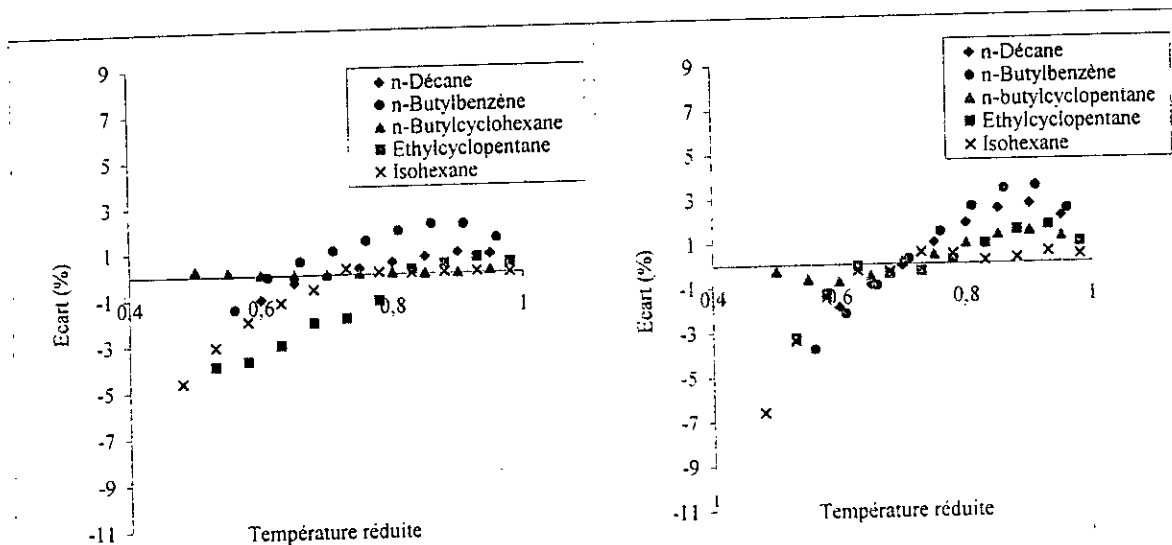 9
7
5
3
1
-1
-3
-5
-7
-9
-11
0,4
0,6
0,8
1
Ecart (%)
Température réduite
n-Décane
n-Butylbenzène
n-Butylcyclohexane
Ethylcyclopentane
Isohexane
9
7
5
3
1
-1
-3
-5
-7
-9
-11
0,4
0,6
0,8
1
Ecart (%)
Température réduite
n-Décane
n-Butylbenzène
n-butylcyclopentane
Ethylcyclopentane
Isohexane